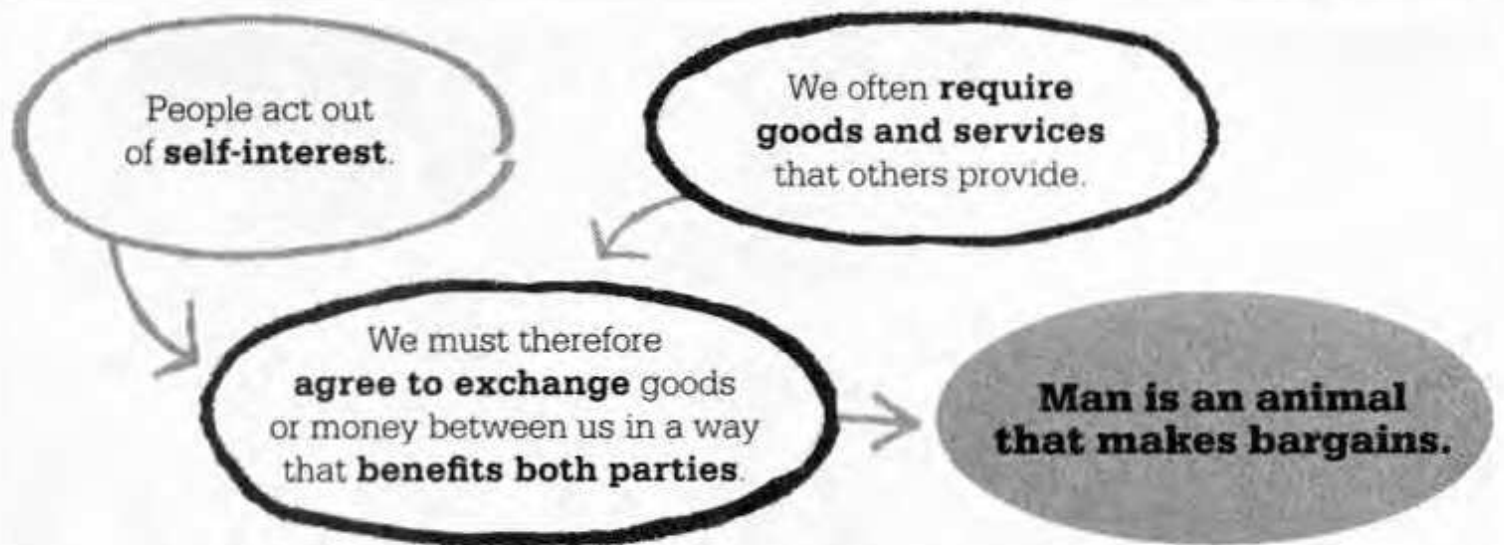 People act out
of self-interest.
We often require
goods and services
that others provide.
We must therefore
agree to exchange goods
or money between us in a way
that benefits both parties.
Man is an animal
that makes bargains.